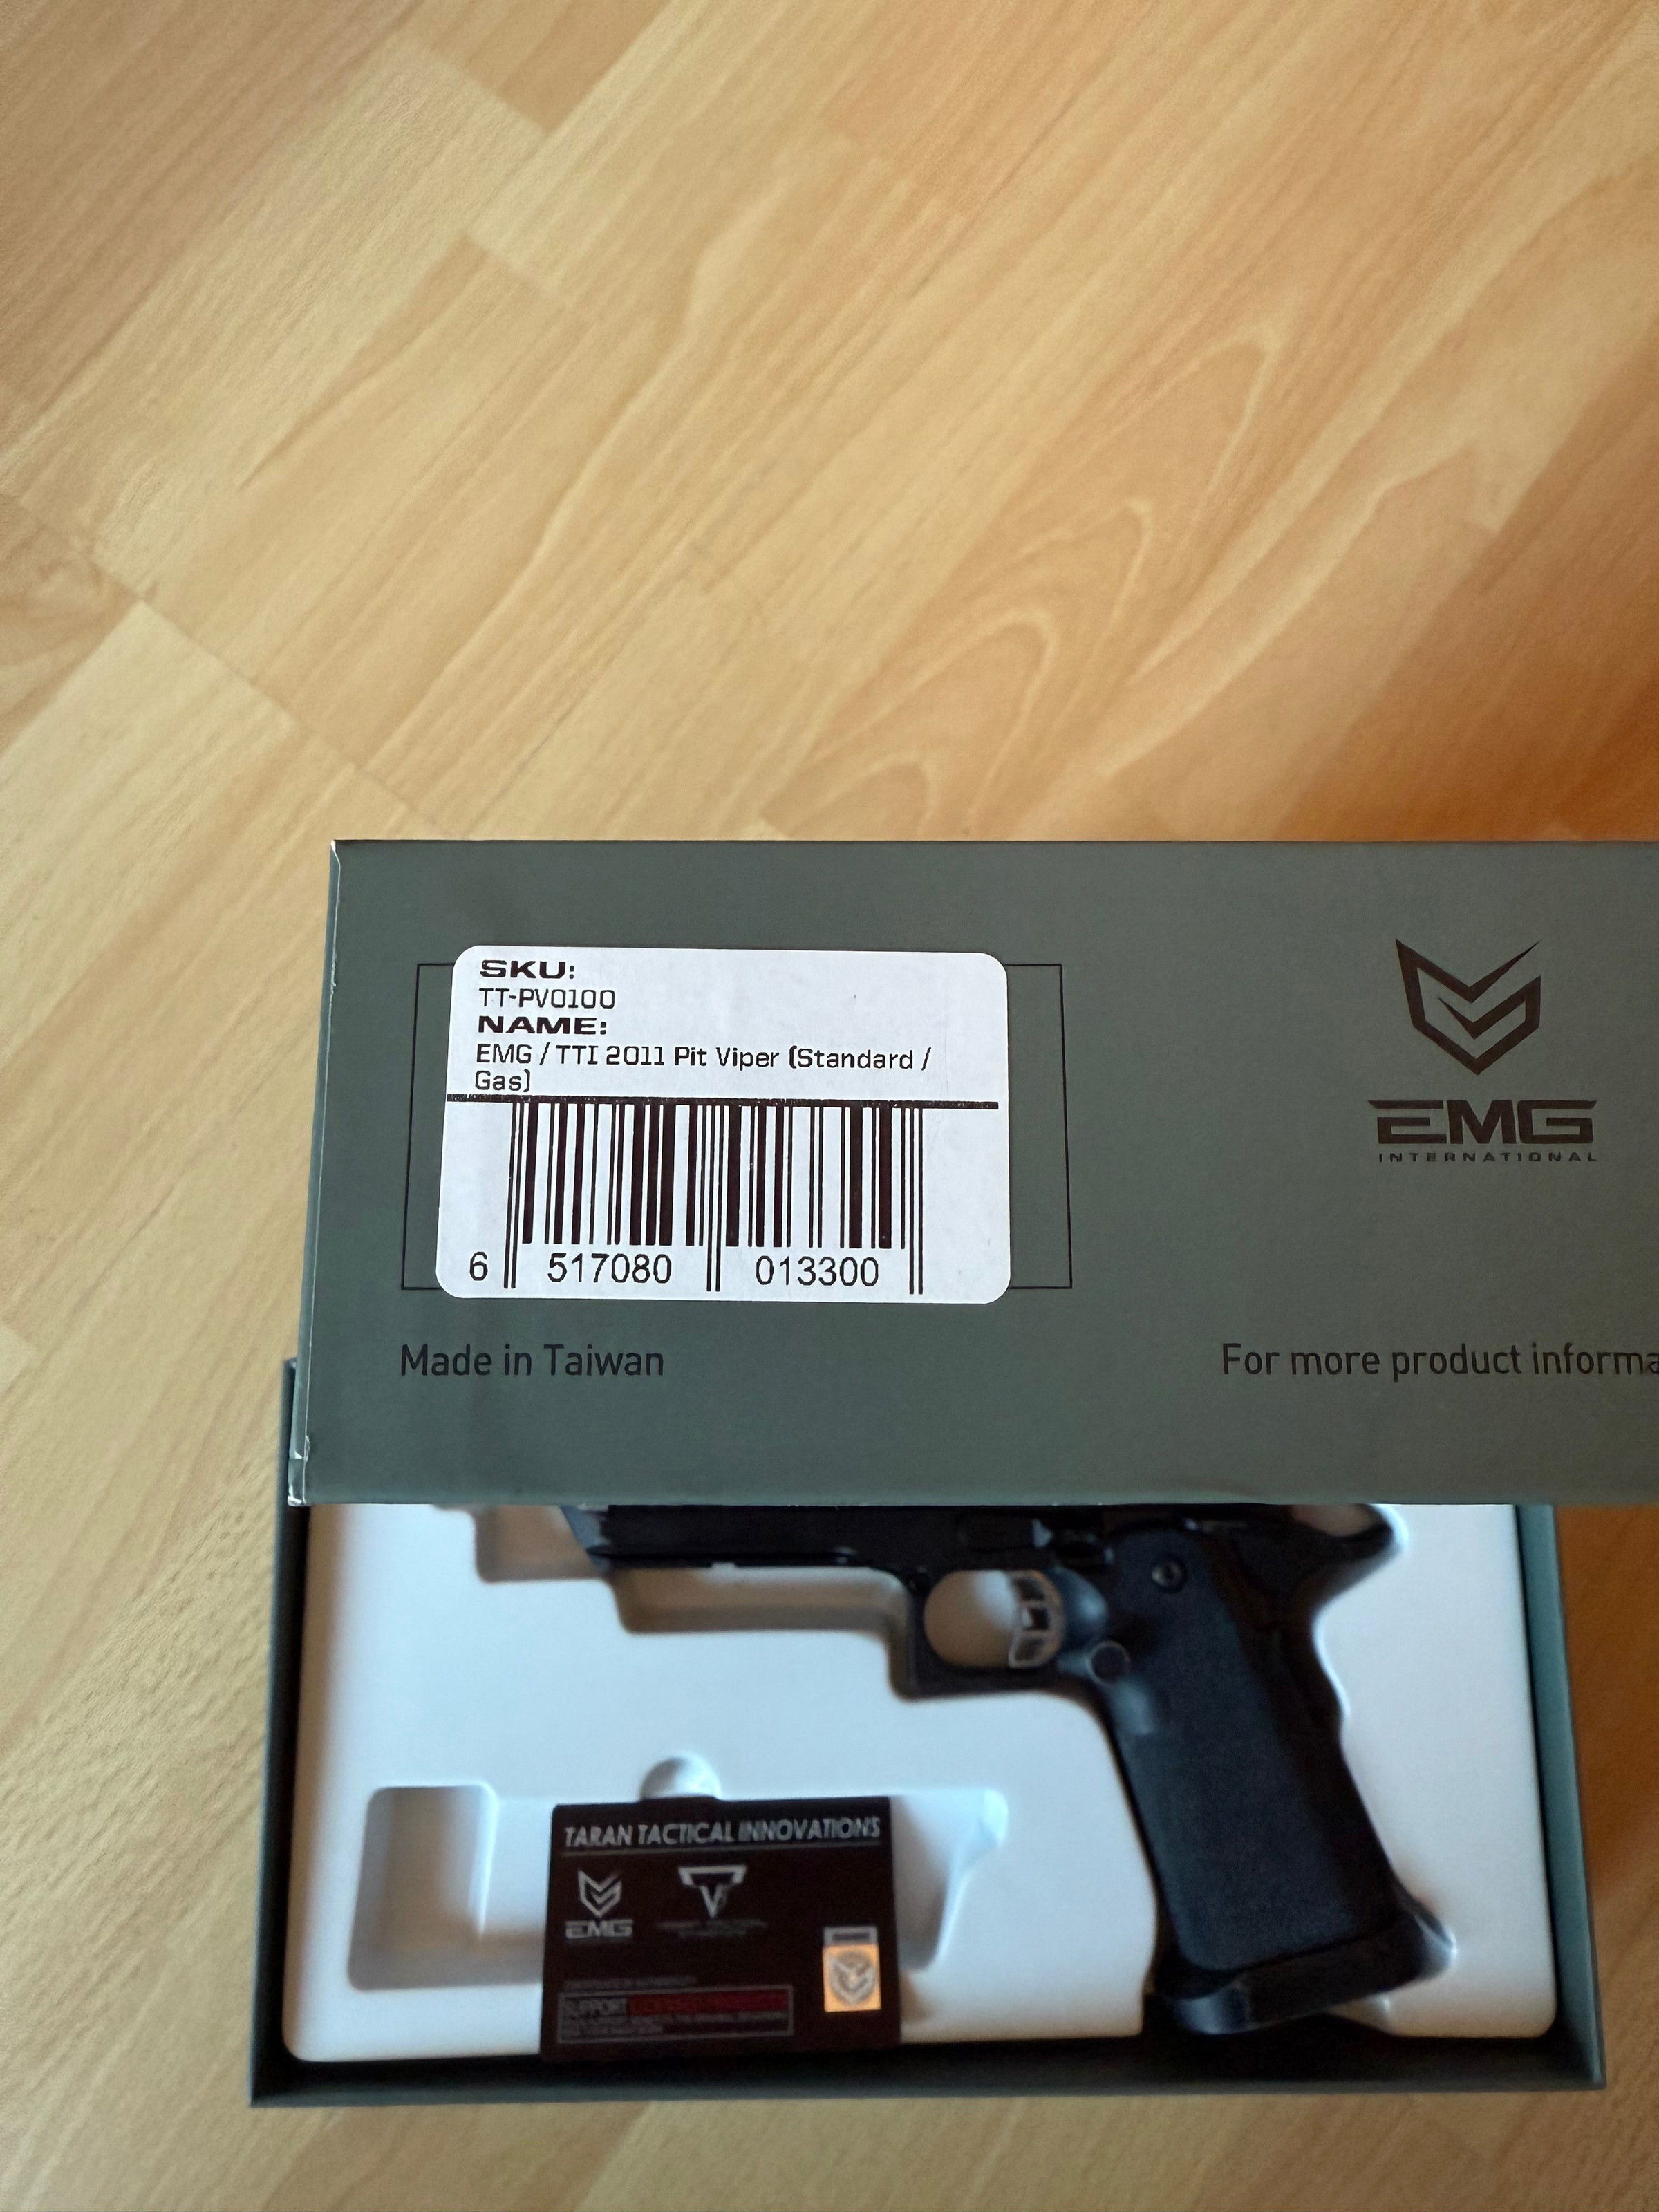 SKU:
TT-PV0100
NAME:
EMG / TTI 2011 Pit Viper (Standard /
Gas)
6 517080 013300
EMG
INTERNATIONAL
Made in Taiwan
For more product informa
TARAN TACTICAL INNOVATIONS
EMG
SUPPORT